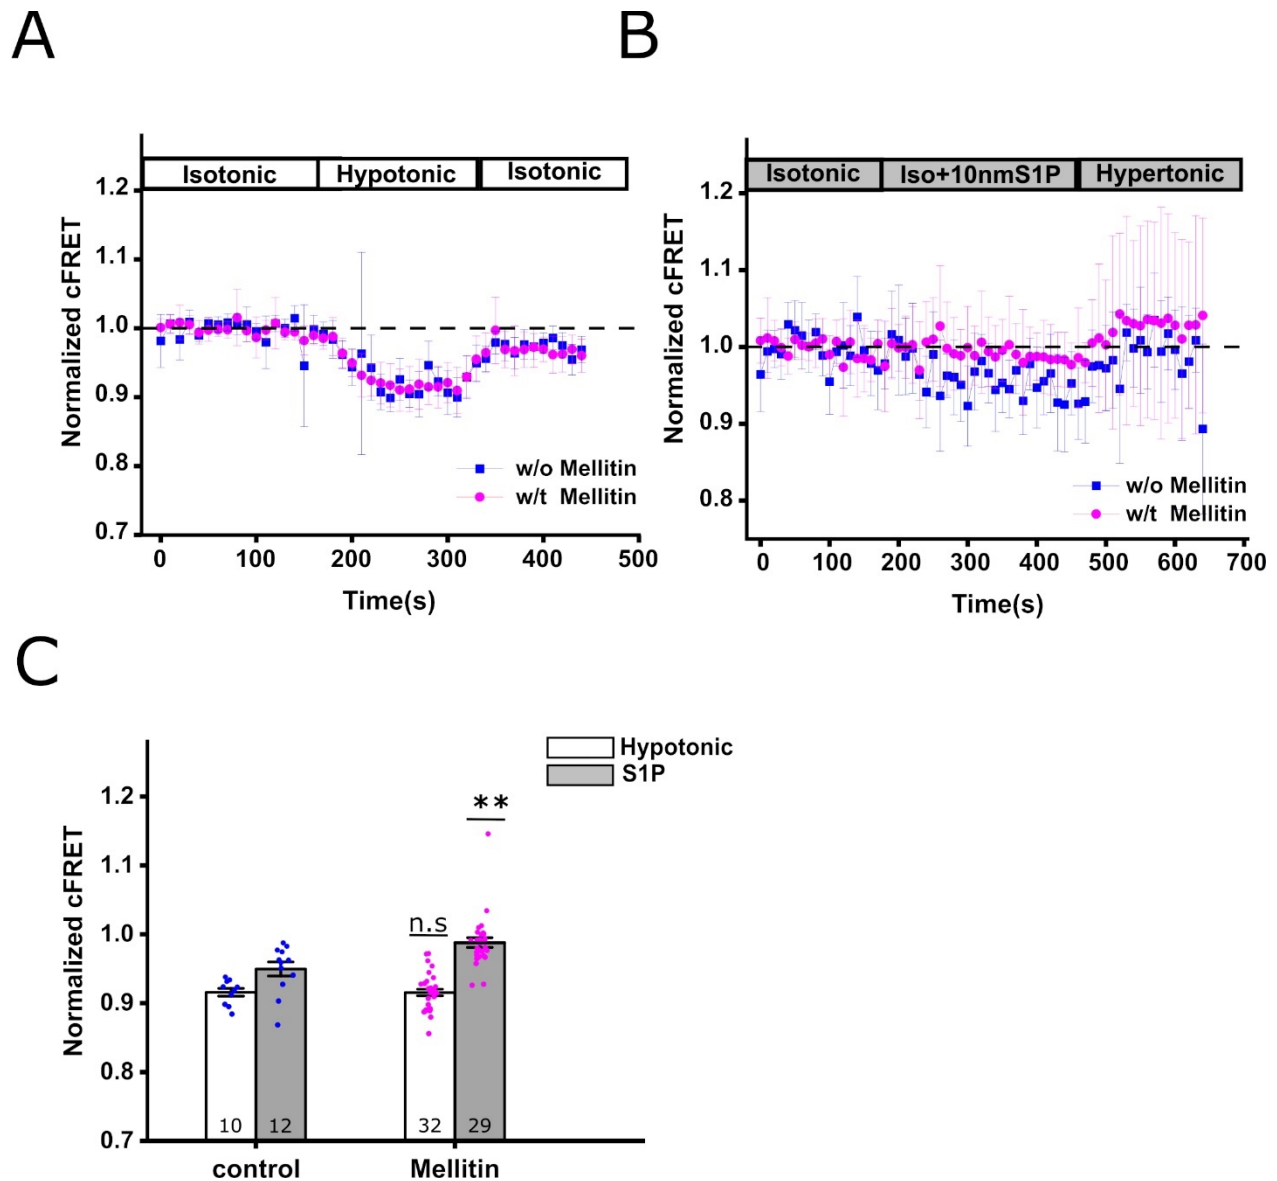 A
B
Isotonic Hypotonic Isotonic
Normalized cFRET
1.2
1.1
1.0
0.9
0.8
0.7
w/o Mellitin
w/t Mellitin
0 100 200 300 400 500
Time(s)
Isotonic Iso+10nmS1P Hypertonic
Normalized cFRET
1.2
1.1
1.0
0.9
0.8
w/o Mellitin
w/t Mellitin
0 100 200 300 400 500 600 700
Time(s)
C
Hypotonic
S1P
Normalized cFRET
1.2
1.1
1.0
0.9
0.8
0.7
**
n.s
10 12 32 29
control Mellitin